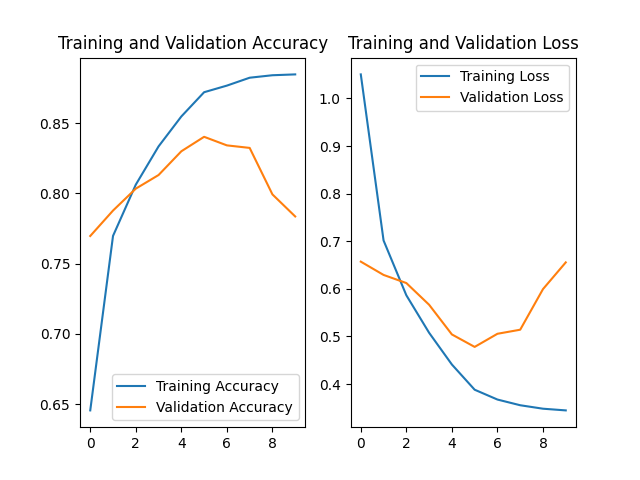 Training and Validation Accuracy
0.85
0.80
0.75
0.70
0.65
0 2 4 6 8
Training Accuracy
Validation Accuracy
Training and Validation Loss
1.0
0.9
0.8
0.7
0.6
0.5
0.4
0 2 4 6 8
Training Loss
Validation Loss